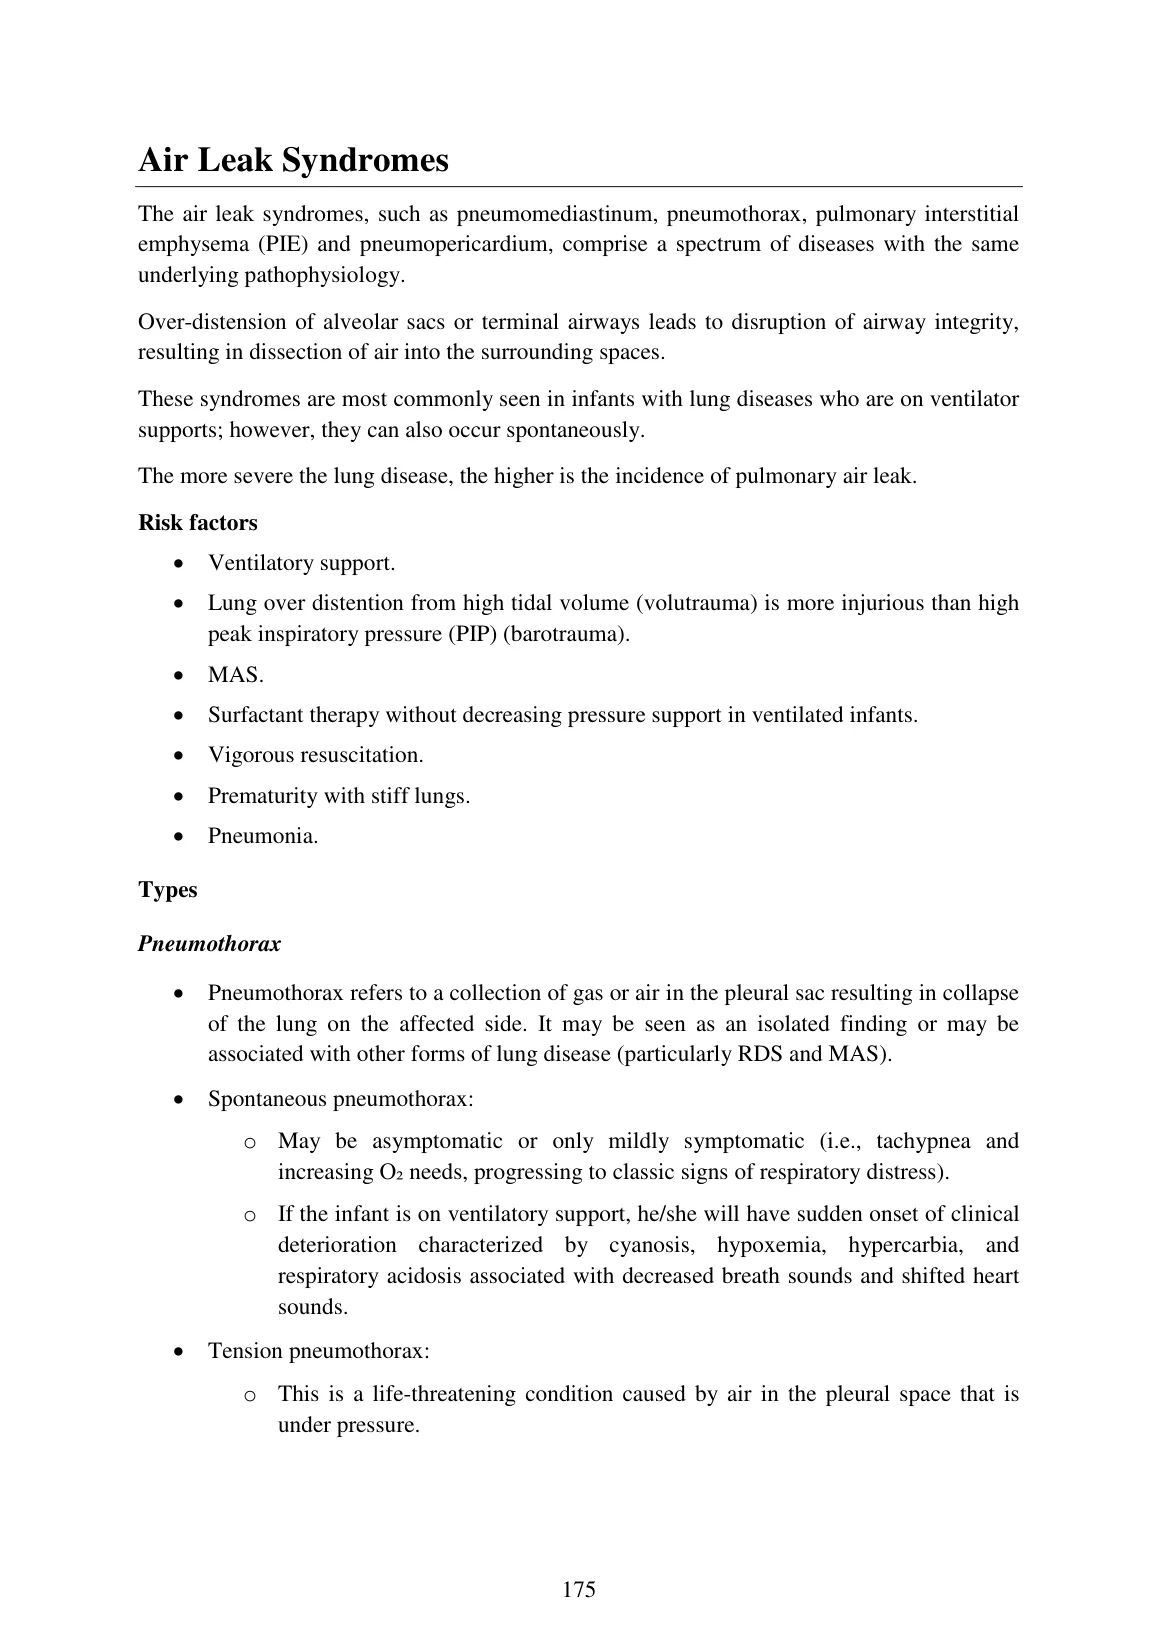 Air Leak Syndromes
The air leak syndromes, such as pneumomediastinum, pneumothorax, pulmonary interstitial
emphysema (PIE) and pneumopericardium, comprise a spectrum of diseases with the same
underlying pathophysiology.
Over-distension of alveolar sacs or terminal airways leads to disruption of airway integrity,
resulting in dissection of air into the surrounding spaces.
These syndromes are most commonly seen in infants with lung diseases who are on ventilator
supports; however, they can also occur spontaneously.
The more severe the lung disease, the higher is the incidence of pulmonary air leak.
Risk factors
• Ventilatory support.
• Lung over distention from high tidal volume (volutrauma) is more injurious than high
peak inspiratory pressure (PIP) (barotrauma).
• MAS.
• Surfactant therapy without decreasing pressure support in ventilated infants.
• Vigorous resuscitation.
• Prematurity with stiff lungs.
• Pneumonia.
Types
Pneumothorax
• Pneumothorax refers to a collection of gas or air in the pleural sac resulting in collapse
of the lung on the affected side. It may be seen as an isolated finding or may be
associated with other forms of lung disease (particularly RDS and MAS).
• Spontaneous pneumothorax:
o May be asymptomatic or only mildly symptomatic (i.e., tachypnea and
increasing O₂ needs, progressing to classic signs of respiratory distress).
o If the infant is on ventilatory support, he/she will have sudden onset of clinical
deterioration characterized by cyanosis, hypoxemia, hypercarbia, and
respiratory acidosis associated with decreased breath sounds and shifted heart
sounds.
• Tension pneumothorax:
o This is a life-threatening condition caused by air in the pleural space that is
under pressure.
175